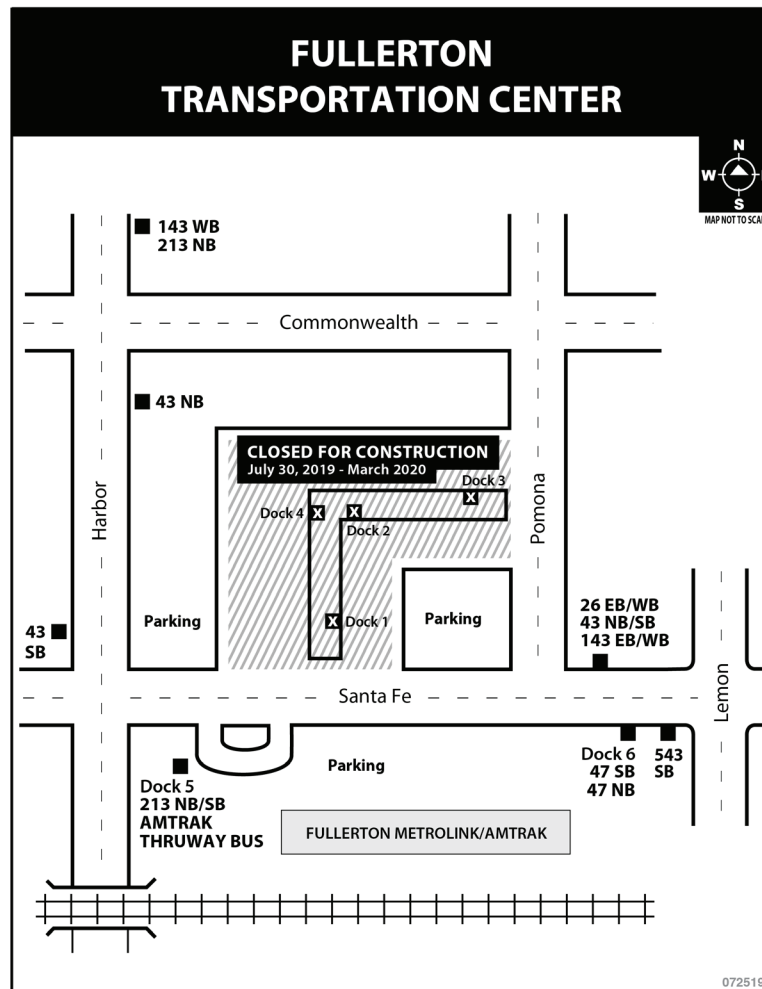 FULLERTON
TRANSPORTATION CENTER
N
W
S
143 WB
213 NB
Commonwealth
43 NB
CLOSED FOR CONSTRUCTION
July 30, 2019 - March 2020
Dock 3
Dock 4
X
X
X
Dock 2
Harbor
Pomona
Parking
X
Dock 1
Parking
43
SB
26 EB/WB
43 NB/SB
143 EB/WB
Santa Fe
Lemon
Parking
Dock 5
213 NB/SB
AMTRAK
THRUWAY BUS
Dock 6
47 SB
47 NB
543
SB
FULLERTON METROLINK/AMTRAK
MAP NOT TO
072519